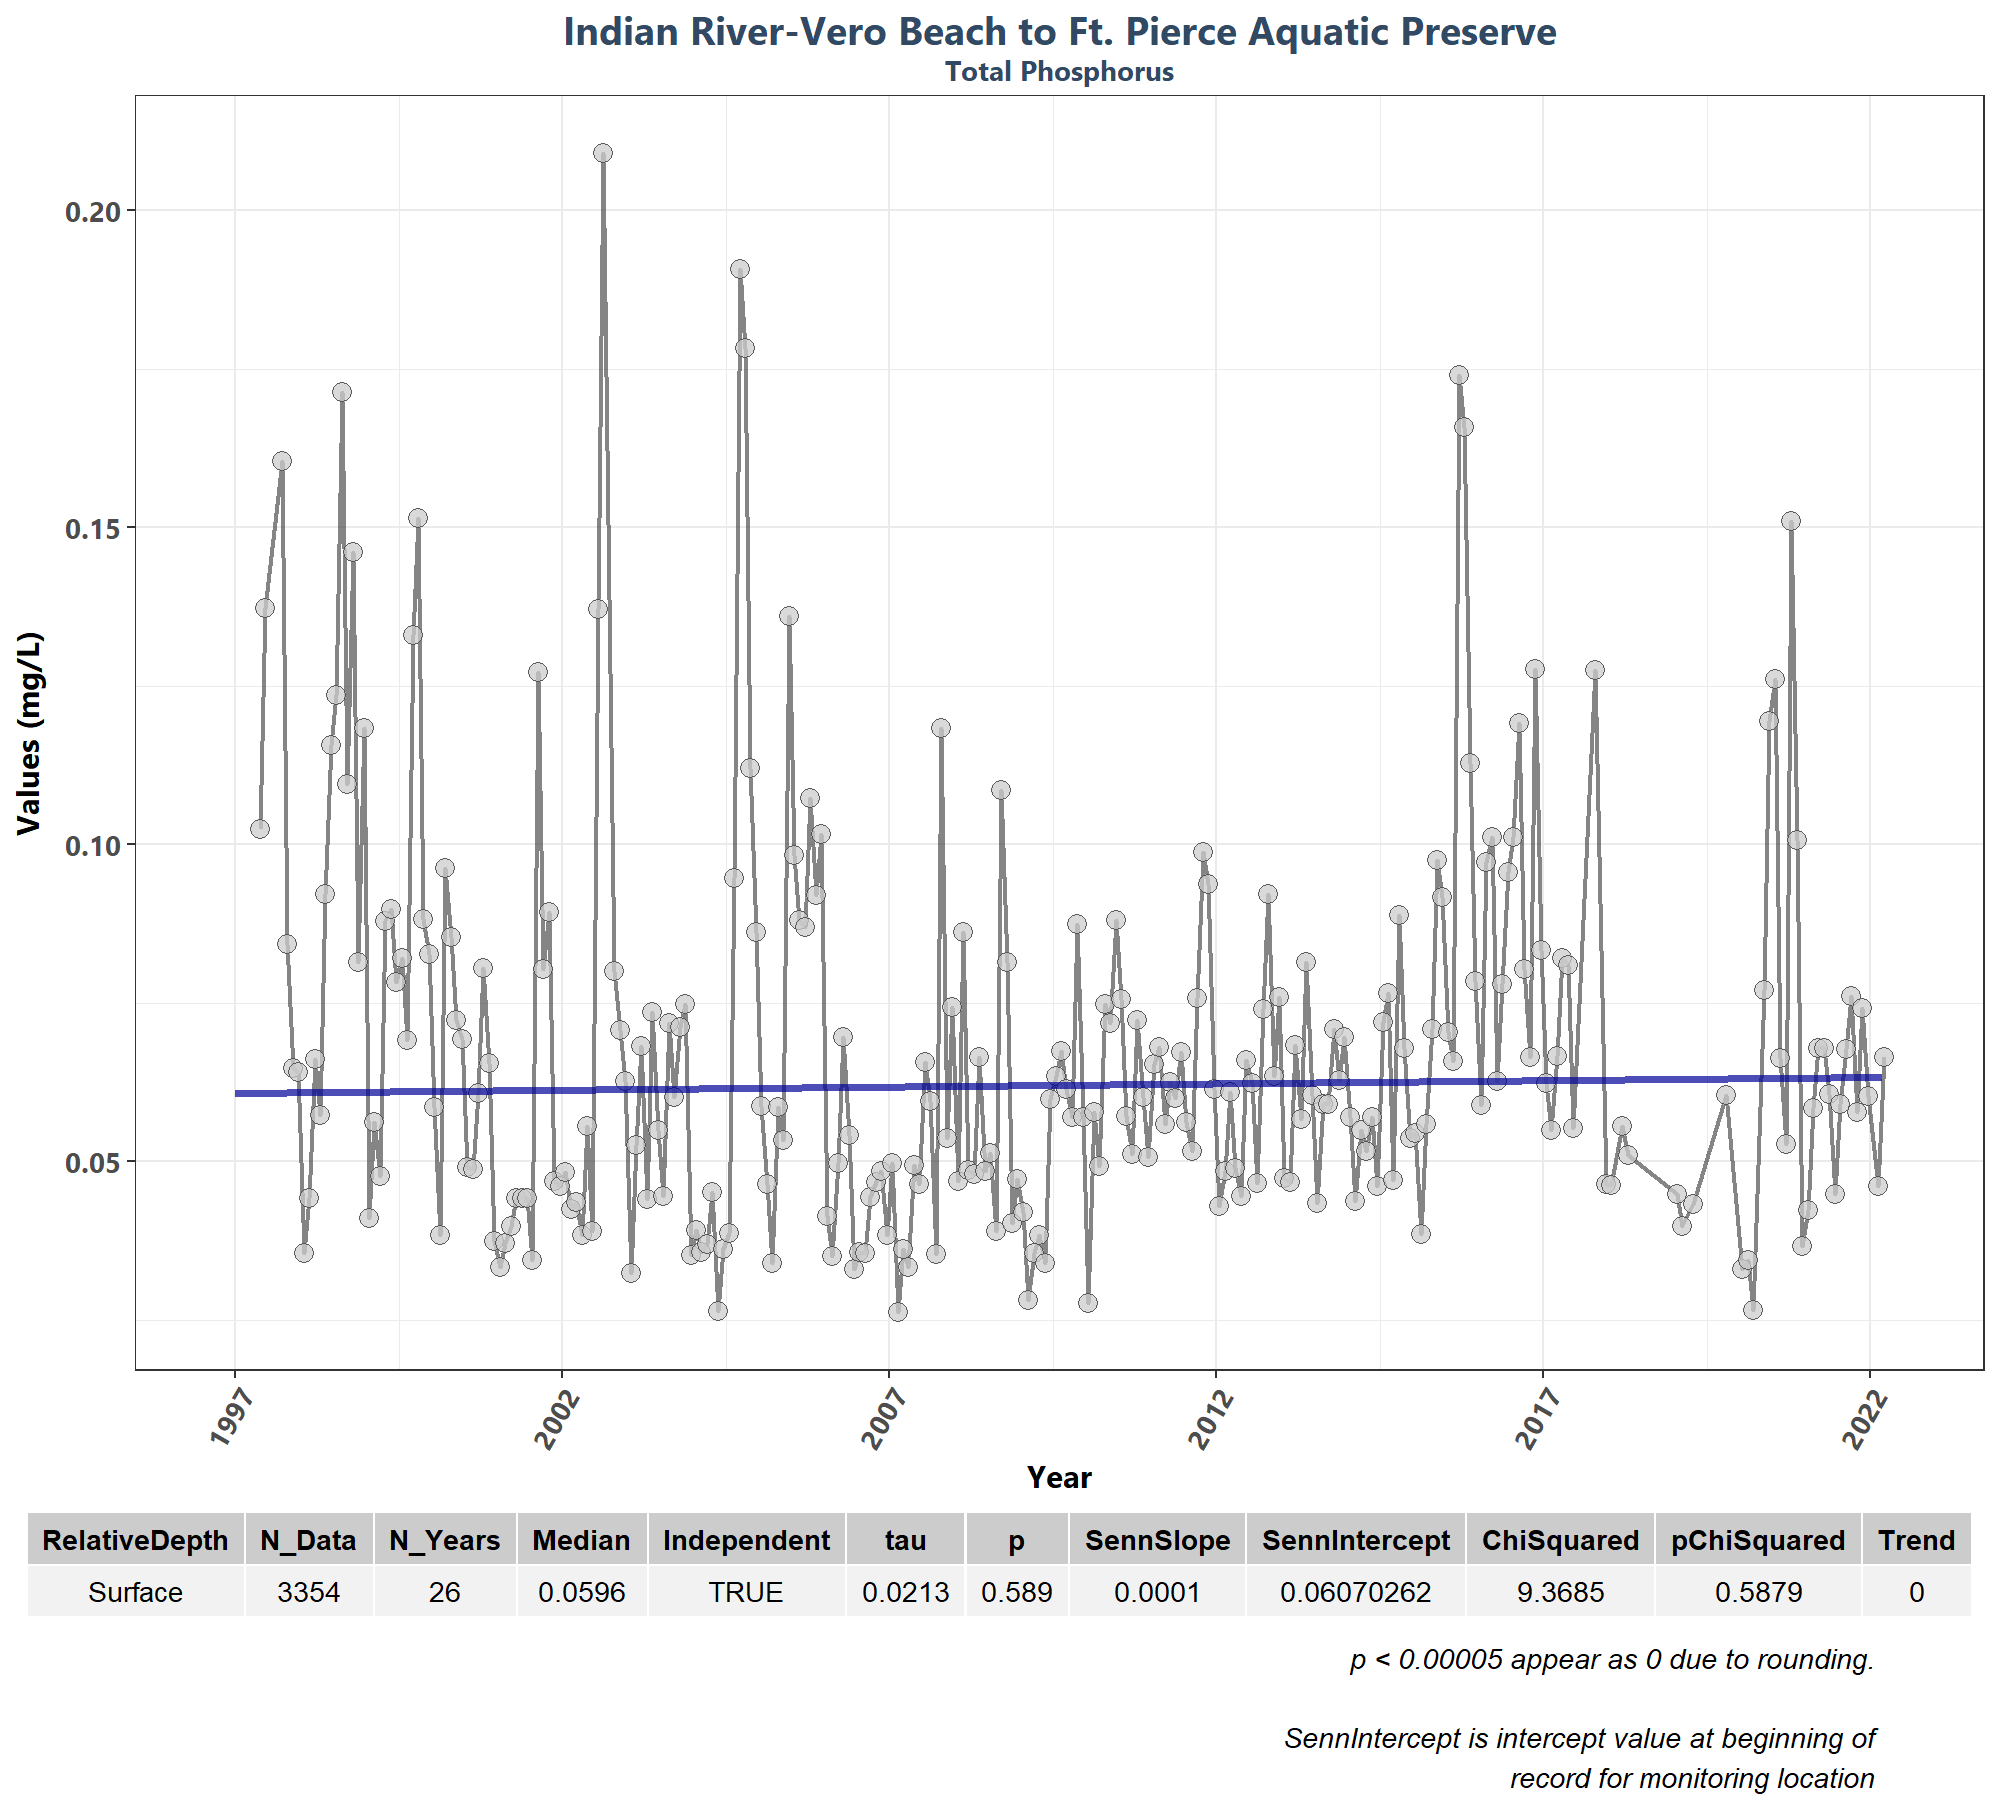 Indian River-Vero Beach to Ft. Pierce Aquatic Preserve
Total Phosphorus
Values (mg/L)
0.20
0.15
0.10
0.05
1997 2002 2007 2012 2017 2022
Year
RelativeDepth N_Data N_Years Median Independent tau p SennSlope SennIntercept ChiSquared pChiSquared Trend
Surface 3354 26 0.0596 TRUE 0.0213 0.589 0.0001 0.06070262 9.3685 0.5879 0
p < 0.00005 appear as 0 due to rounding.
SennIntercept is intercept value at beginning of
record for monitoring location